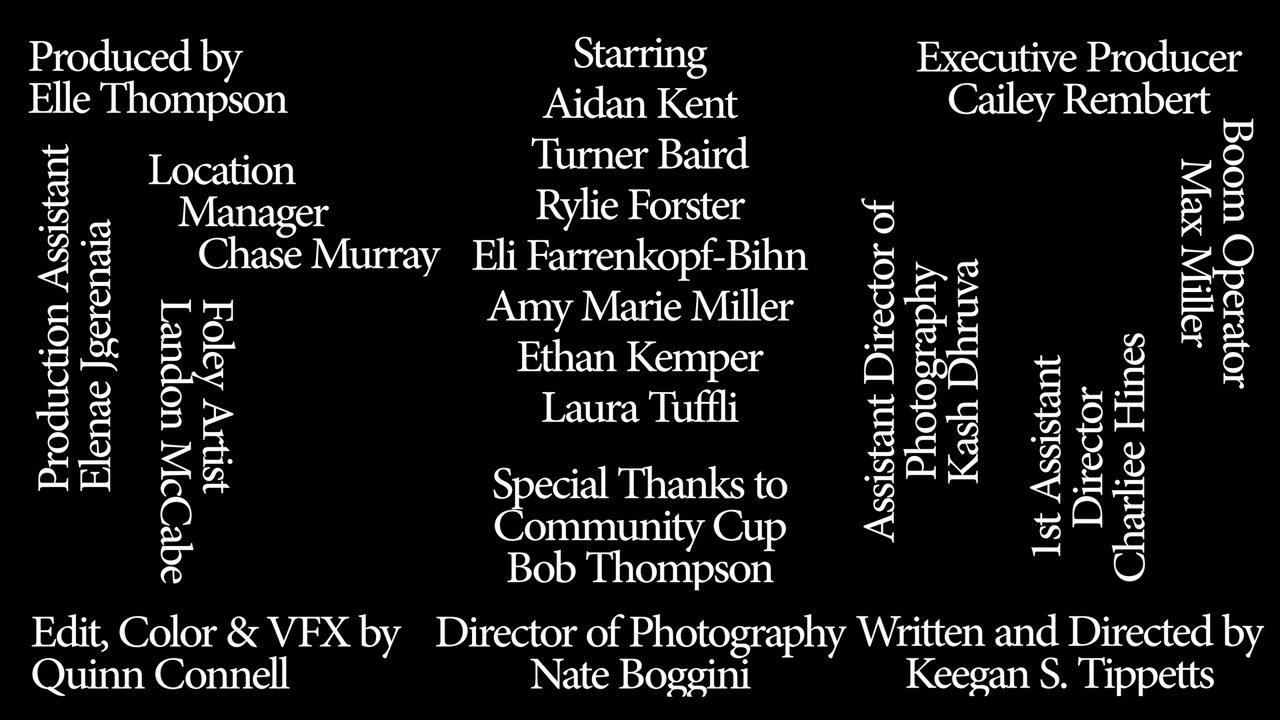 Produced by
Elle Thompson
Starring
Aidan Kent
Turner Baird
Rylie Forster
Eli Farrenkopf-Bihn
Amy Marie Miller
Ethan Kemper
Laura Tuffli
Executive Producer
Cailey Rembert
Production Assistant
Elenae Jgerenaia
Location
Manager
Chase Murray
Foley Artist
Landon McCabe
Assistant Director of
Photography
Kash Dhruva
1st Assistant
Director
Charliee Hines
Boom Operator
Max Miller
Special Thanks to
Community Cup
Bob Thompson
Edit, Color & VFX by
Quinn Connell
Director of Photography
Nate Boggini
Written and Directed by
Keegan S. Tippetts